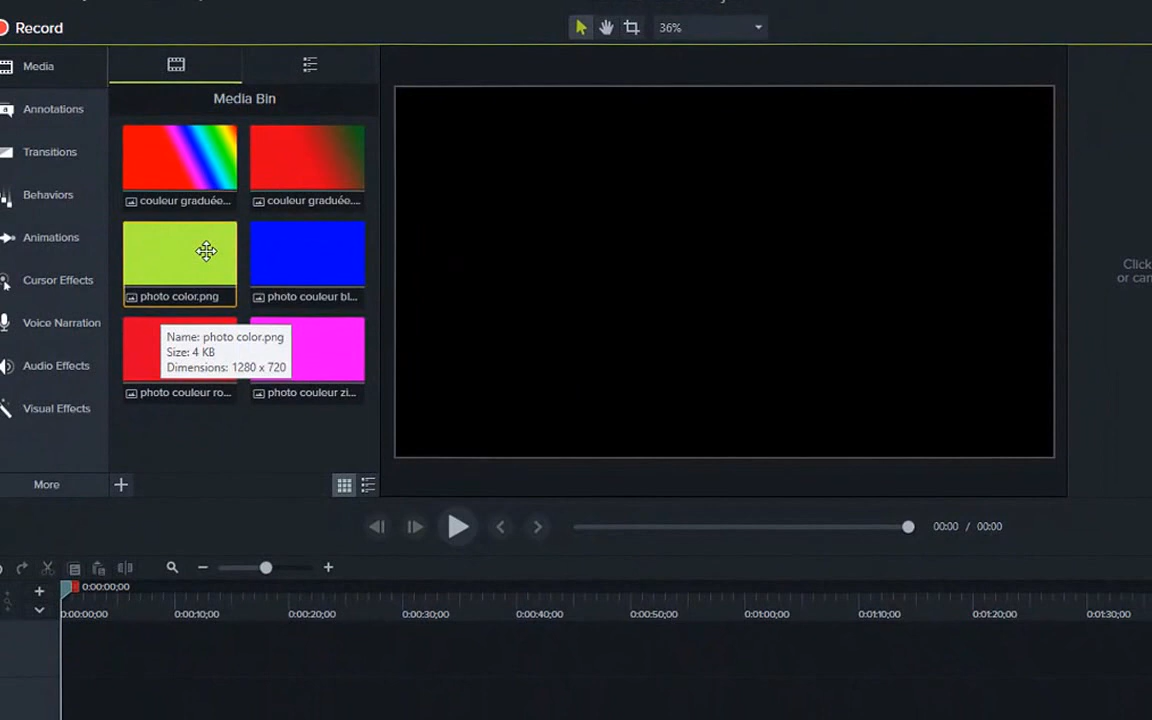 Record
36%
Media
Annotations
Transitions
Behaviors
Animations
Cursor Effects
Voice Narration
Audio Effects
Visual Effects
More
Media Bin
couleur graduée...
couleur graduée....
photo color.png
photo couleur bl...
Name: photo color.png
Size: 4 KB
Dimensions: 1280 x 720
photo couleur ro...
photo couleur zi...
Click
or can
00:00 / 00:00
0:00:00;00
0:00:00;00
0:00:10;00
0:00:20;00
0:00:30;00
0:00:40;00
0:00:50;00
0:01:00;00
0:01:10;00
0:01:20;00
0:01:30;00